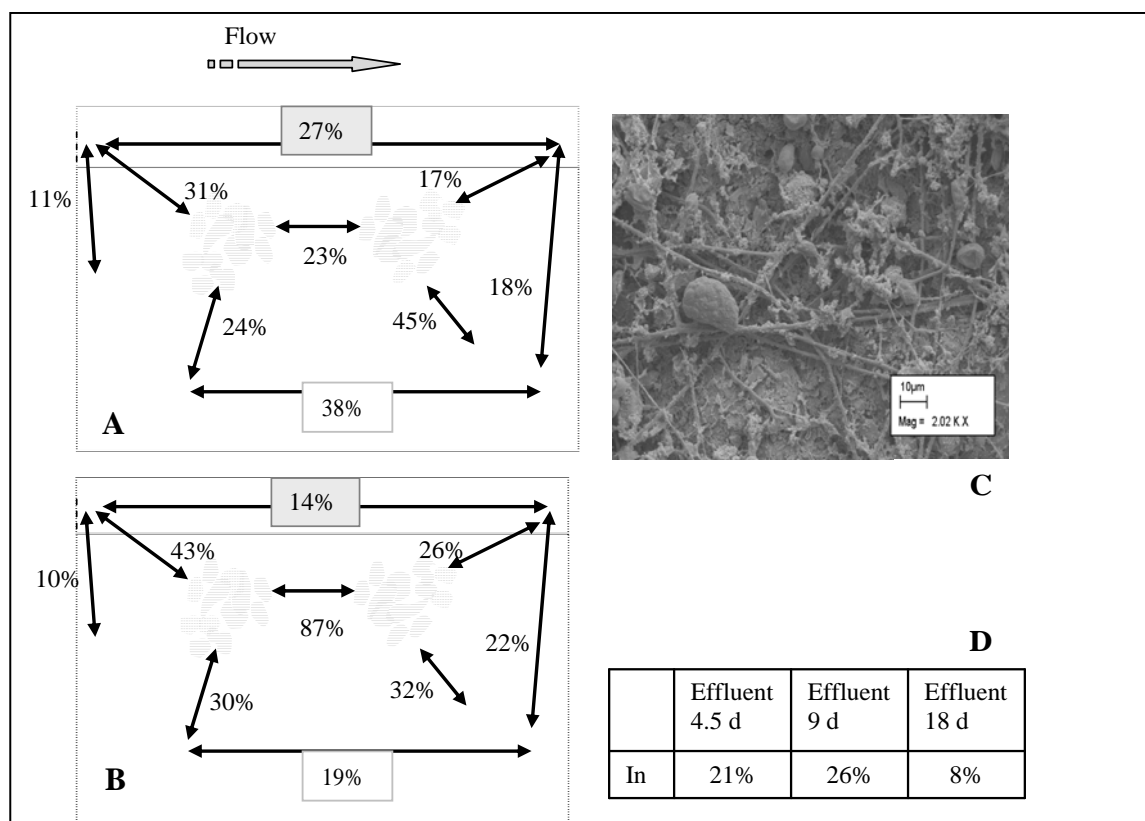 Flow
27%
11%
31%
17%
23%
18%
24%
45%
38%
A
10µm
Mag = 2.02 K X
C
14%
10%
43%
26%
87%
22%
30%
32%
19%
B
D
Effluent 4.5 d
Effluent 9 d
Effluent 18 d
In 21% 26% 8%